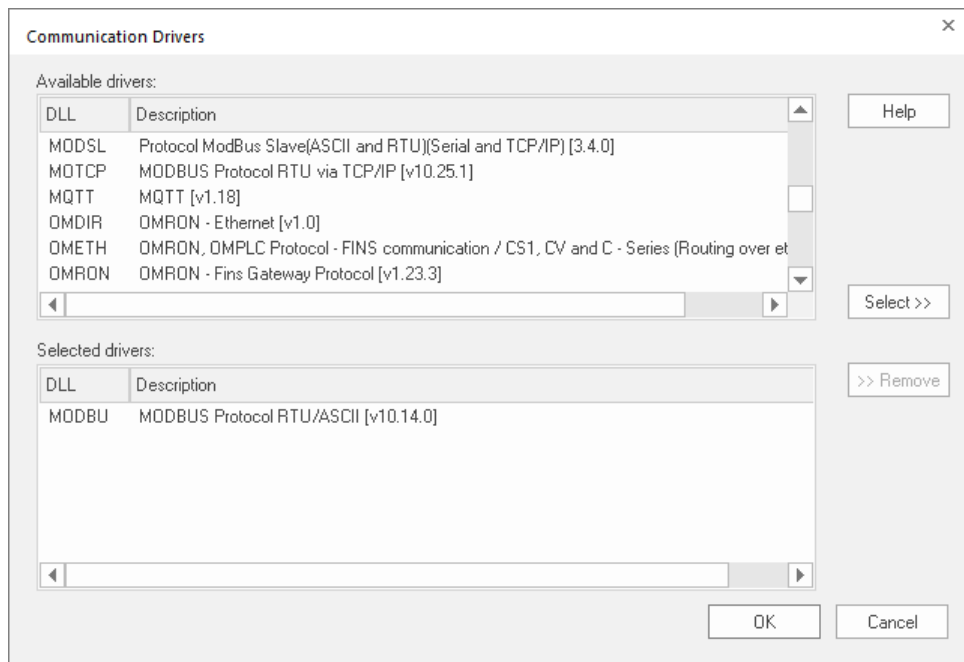 Communication Drivers
Available drivers:
DLL Description
MODSL Protocol ModBus Slave(ASCII and RTU)(Serial and TCP/IP) [3.4.0]
MOTCP MODBUS Protocol RTU via TCP/IP [v10.25.1]
MQTT MQTT [v1.18]
OMDIR OMRON - Ethernet [v1.0]
OMETH OMRON, OMPLC Protocol - FINS communication / CS1, CV and C - Series (Routing over et
OMRON OMRON - Fins Gateway Protocol [v1.23.3]
Help
Select >>
Selected drivers:
DLL Description
MODBU MODBUS Protocol RTU/ASCII [v10.14.0]
>> Remove
OK Cancel